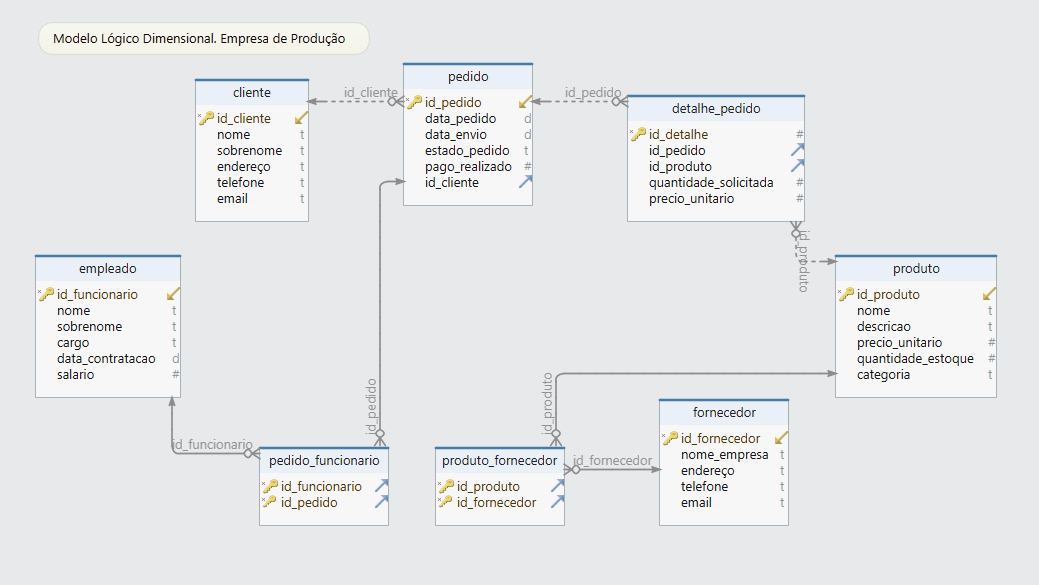 Modelo Lógico Dimensional. Empresa de Produção
cliente
id_cliente
nome t
sobrenome t
endereço t
telefone t
email t
id_cliente
pedido
id_pedido
data_pedido d
data_envio d
estado_pedido t
pago_realizado #
id_cliente
id_pedido
detalhe_pedido
id_detalhe #
id_pedido
id_produto
quantidade_solicitada #
precio_unitario #
id_produto
empleado
id_funcionario
nome t
sobrenome t
cargo t
data_contratacao d
salario #
produto
id_produto
nome t
descricao t
precio_unitario #
quantidade_estoque #
categoria t
id_funcionario
id_pedido
pedido_funcionario
id_funcionario
id_pedido
id_produto
produto_fornecedor
id_produto
id_fornecedor
id_fornecedor
fornecedor
id_fornecedor
nome_empresa t
endereço t
telefone t
email t